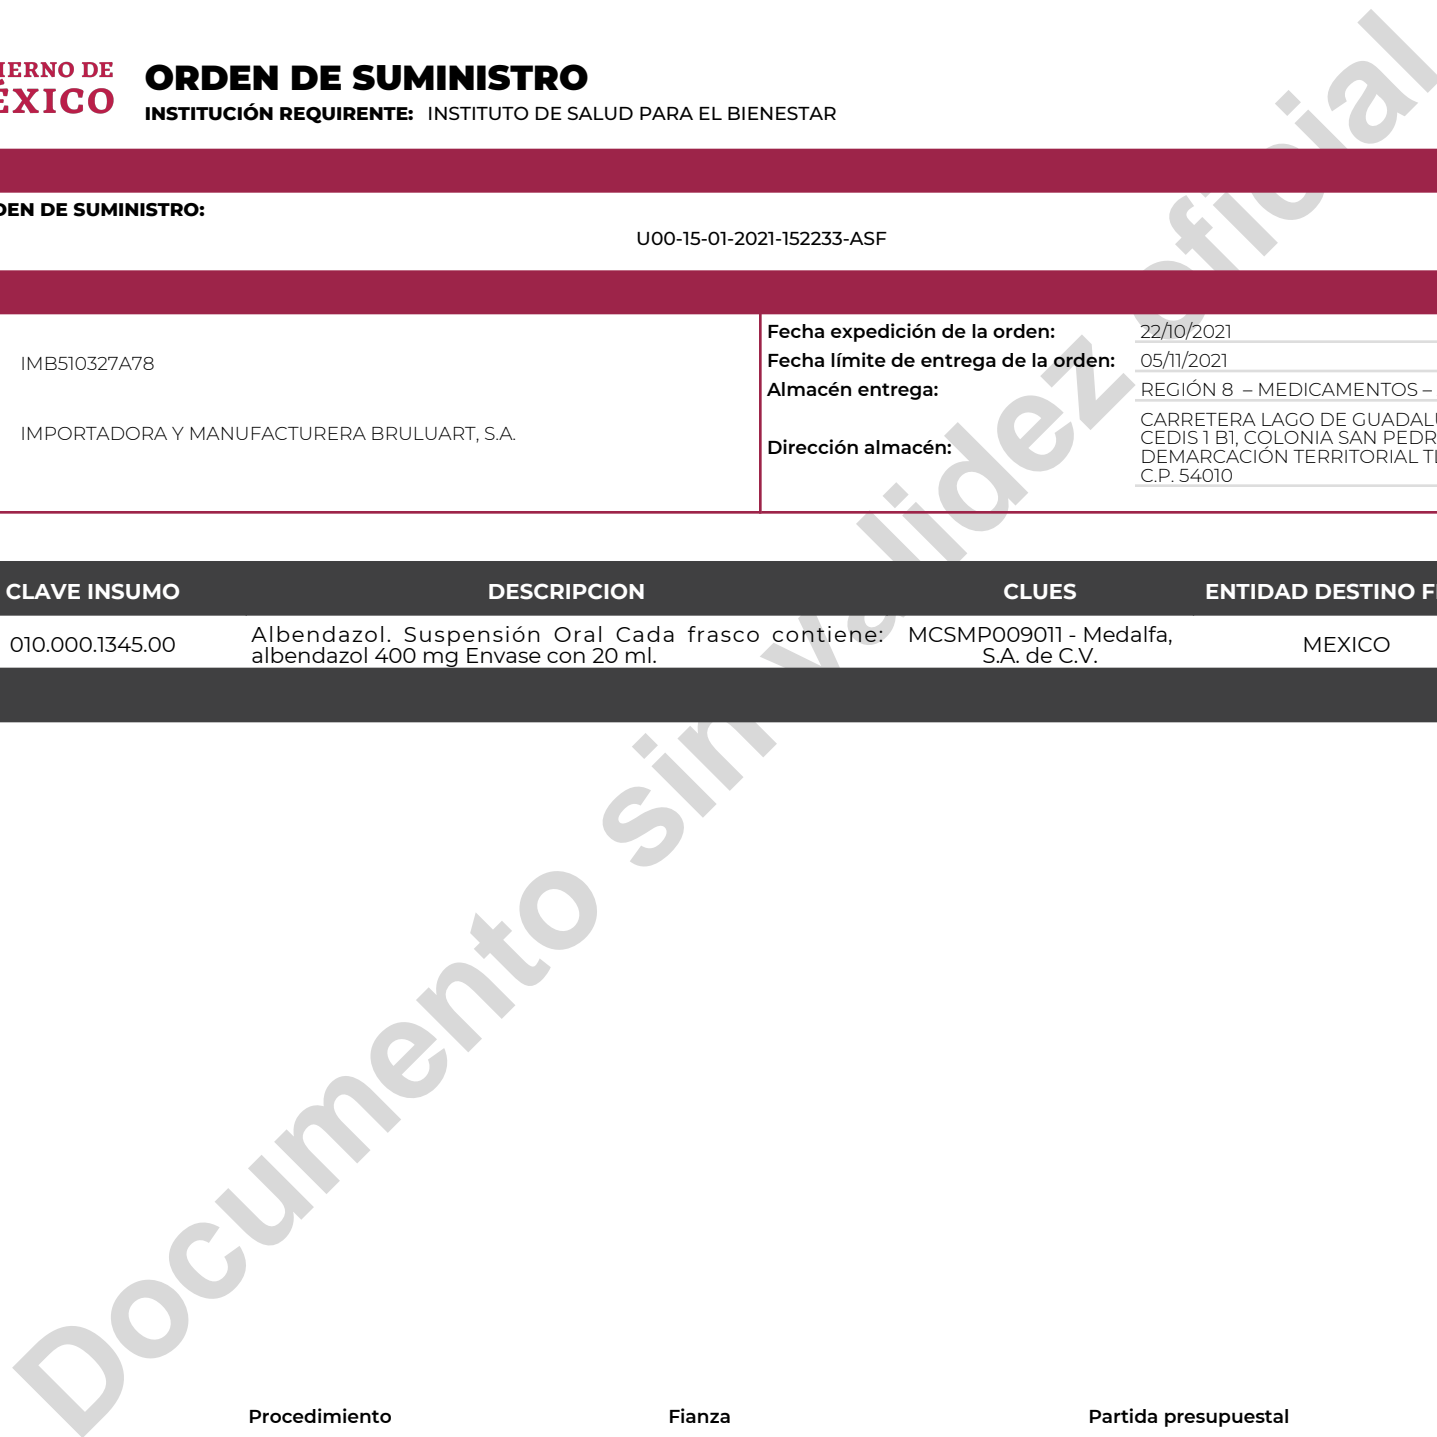 IERNO DE
ÉXICO
ORDEN DE SUMINISTRO
INSTITUCIÓN REQUIRENTE: INSTITUTO DE SALUD PARA EL BIENESTAR
DEN DE SUMINISTRO:
U00-15-01-2021-152233-ASF
IMB510327A78
IMPORTADORA Y MANUFACTURERA BRULUART, S.A.
Fecha expedición de la orden: 22/10/2021
Fecha límite de entrega de la orden: 05/11/2021
Almacén entrega: REGIÓN 8 – MEDICAMENTOS –
Dirección almacén:
CARRETERA LAGO DE GUADALU
CEDIS 1 B1, COLONIA SAN PEDR
DEMARCACIÓN TERRITORIAL TL
C.P. 54010
CLAVE INSUMO DESCRIPCION CLUES ENTIDAD DESTINO F
010.000.1345.00
Albendazol. Suspensión Oral Cada frasco contiene:
albendazol 400 mg Envase con 20 ml.
MCSMP009011 - Medalfa,
S.A. de C.V.
MEXICO
Documento sin validez oficial
Procedimiento Fianza Partida presupuestal